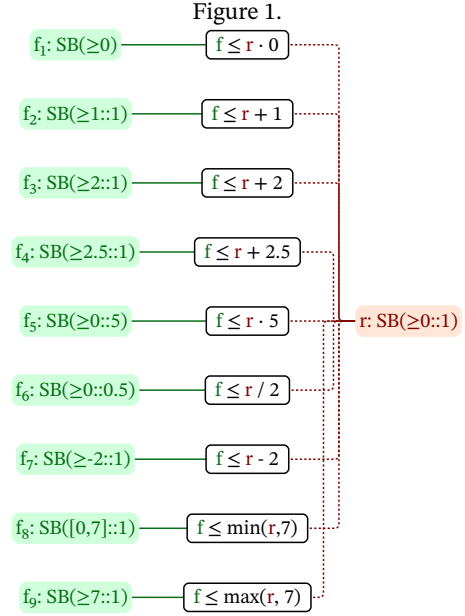 Figure 1.
f₁: SB(≥0)
f ≤ r · 0
f₂: SB(≥1::1)
f ≤ r + 1
f₃: SB(≥2::1)
f ≤ r + 2
f₄: SB(≥2.5::1)
f ≤ r + 2.5
f₅: SB(≥0::5)
f ≤ r · 5
r: SB(≥0::1)
f₆: SB(≥0::0.5)
f ≤ r / 2
f₇: SB(≥-2::1)
f ≤ r - 2
f₈: SB([0,7]::1)
f ≤ min(r,7)
f₉: SB(≥7::1)
f ≤ max(r, 7)